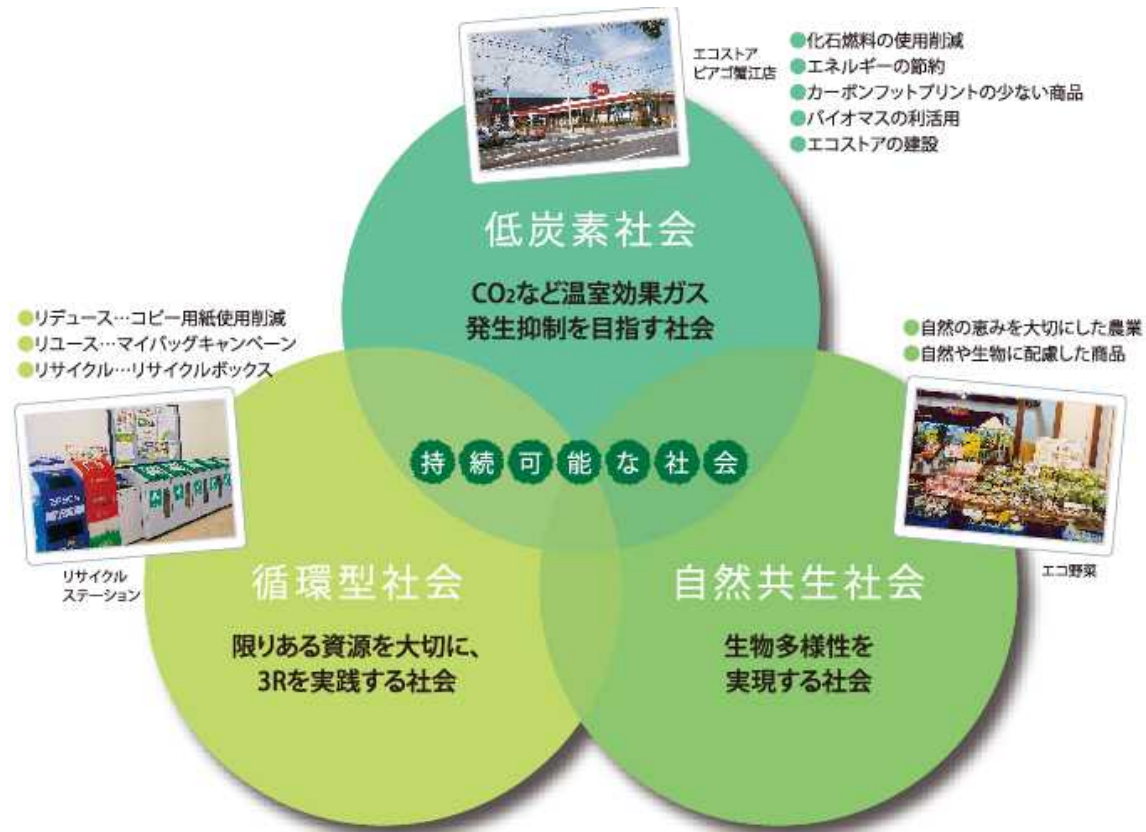 エコストア
ピアゴ蟹江店
●化石燃料の使用削減
●エネルギーの節約
●カーボンフットプリントの少ない商品
●バイオマスの利活用
●エコストアの建設
低炭素社会
CO₂など温室効果ガス
発生抑制を目指す社会
●リデュース…コピー用紙使用削減
●リユース…マイバッグキャンペーン
●リサイクル…リサイクルボックス
●自然の恵みを大切にした農業
●自然や生物に配慮した商品
持続可能な社会
リサイクル
ステーション
エコ野菜
循環型社会
限りある資源を大切に、
3Rを実践する社会
自然共生社会
生物多様性を
実現する社会